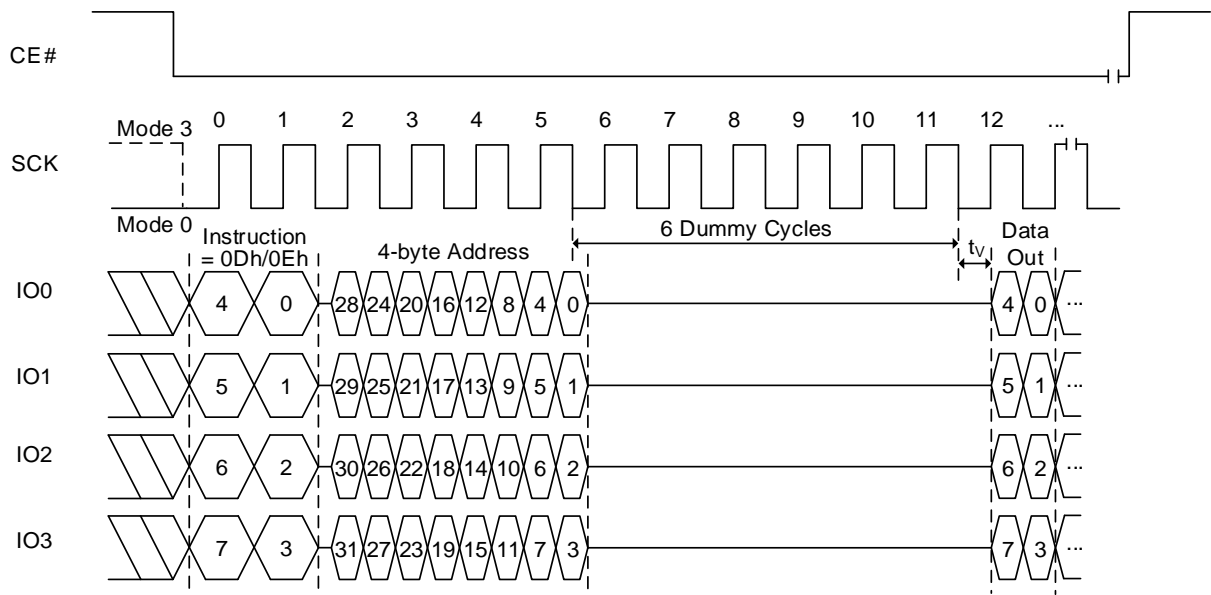 CE#
0 1 2 3 4 5 6 7 8 9 10 11 12 ...
Mode 3
SCK
Mode 0
Instruction
= 0Dh/0Eh
4-byte Address
6 Dummy Cycles
tV
Data
Out
IO0 4 0 28 24 20 16 12 8 4 0 4 0 ...
IO1 5 1 29 25 21 17 13 9 5 1 5 1 ...
IO2 6 2 30 26 22 18 14 10 6 2 6 2 ...
IO3 7 3 31 27 23 19 15 11 7 3 7 3 ...